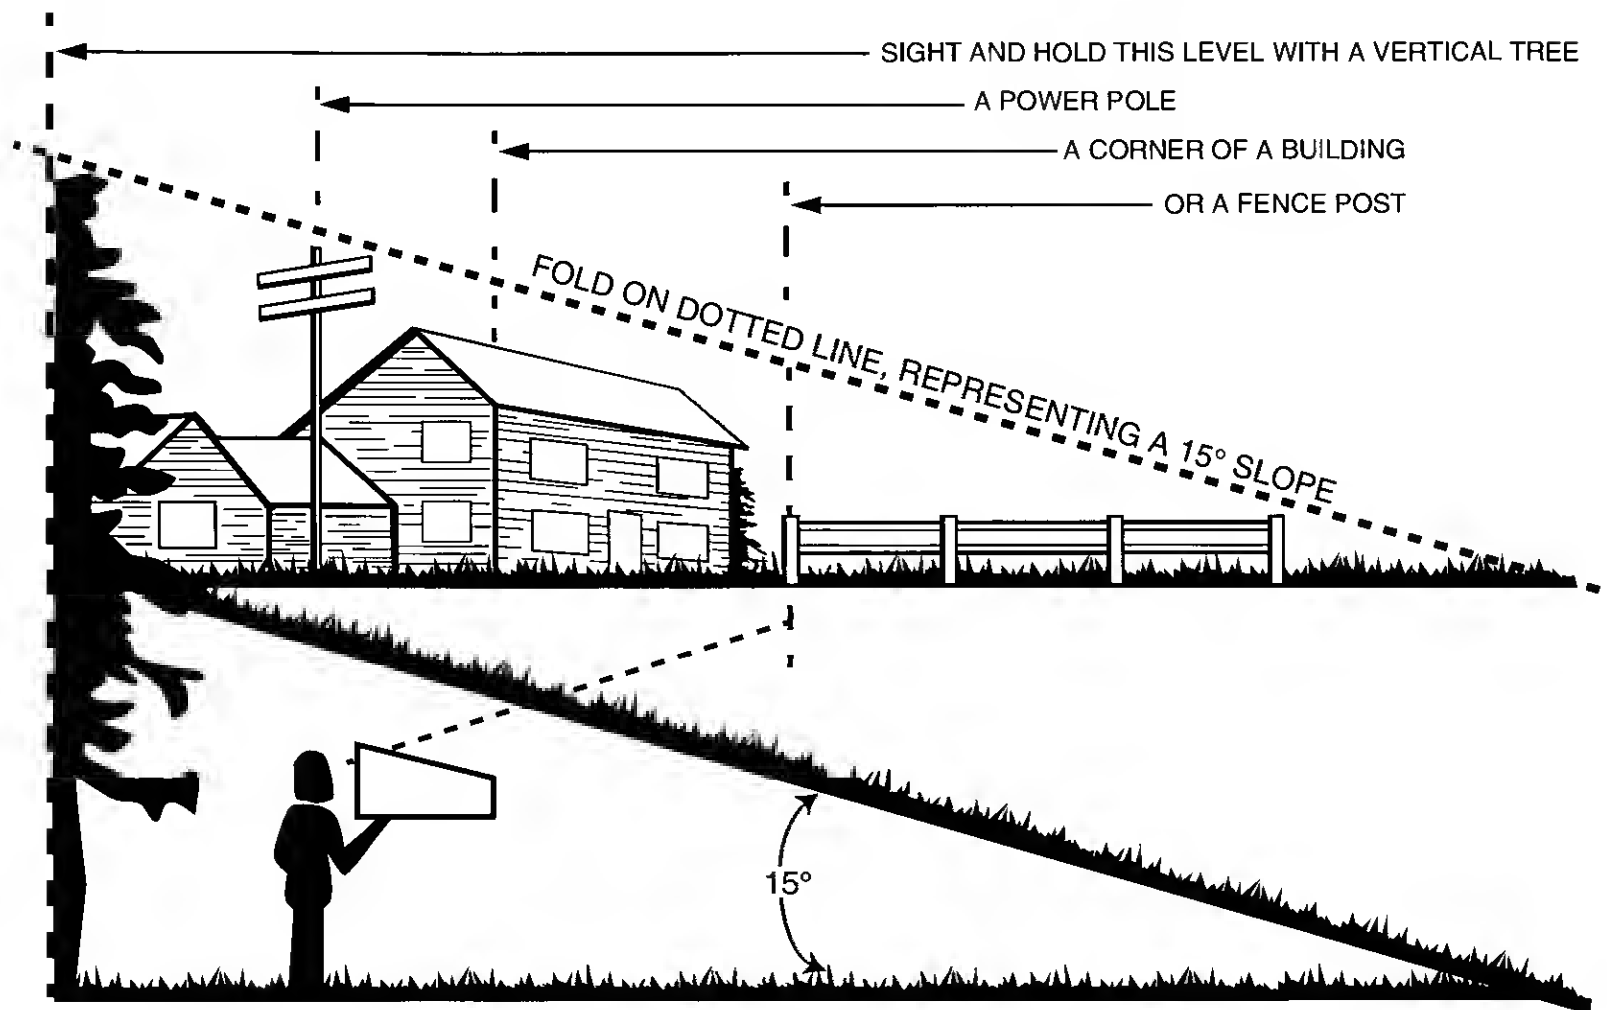 SIGHT AND HOLD THIS LEVEL WITH A VERTICAL TREE
A POWER POLE
A CORNER OF A BUILDING
OR A FENCE POST
FOLD ON DOTTED LINE, REPRESENTING A 15° SLOPE
15°